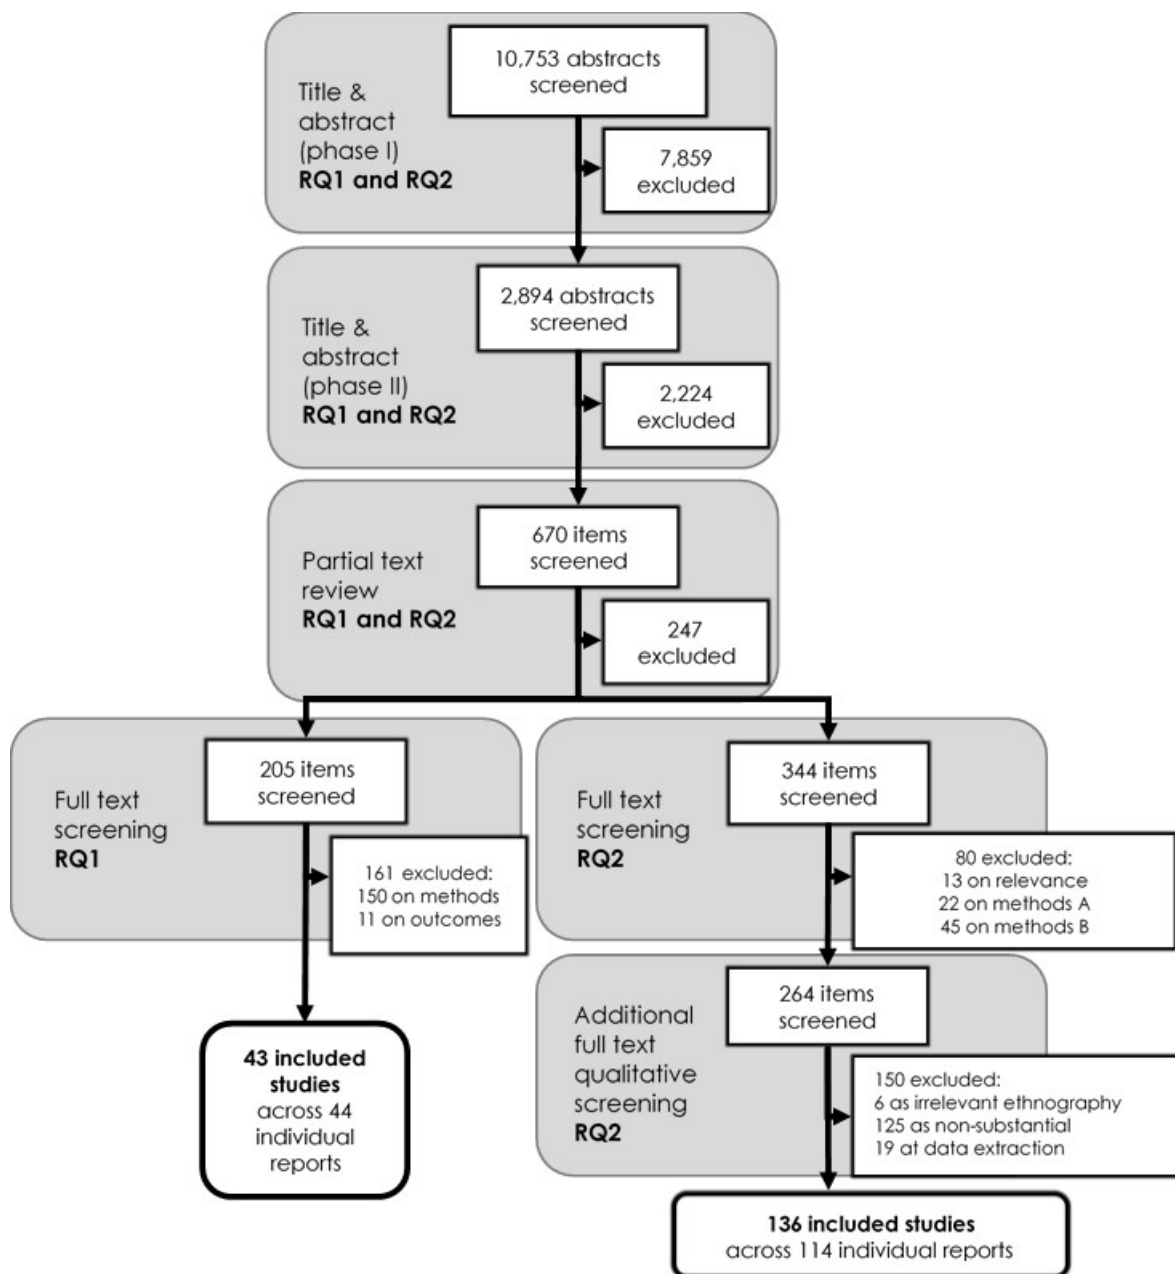 10,753 abstracts
screened
Title &
abstract
(phase I)
RQ1 and RQ2
7,859
excluded
2,894 abstracts
screened
Title &
abstract
(phase II)
RQ1 and RQ2
2,224
excluded
670 items
screened
Partial text
review
RQ1 and RQ2
247
excluded
205 items
screened
Full text
screening
RQ1
161 excluded:
150 on methods
11 on outcomes
43 included
studies
across 44
individual
reports
344 items
screened
Full text
screening
RQ2
80 excluded:
13 on relevance
22 on methods A
45 on methods B
264 items
screened
Additional
full text
qualitative
screening
RQ2
150 excluded:
6 as irrelevant ethnography
125 as non-substantial
19 at data extraction
136 included studies
across 114 individual reports